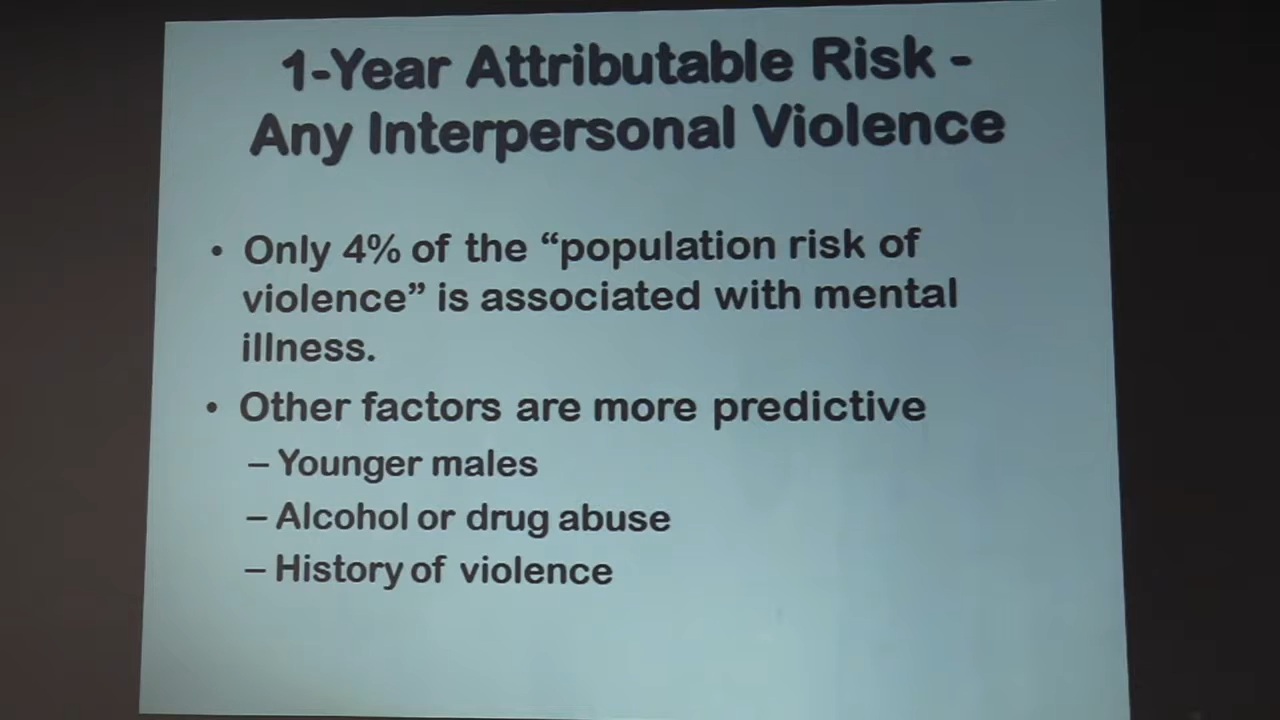 1-Year Attributable Risk -
Any Interpersonal Violence
• Only 4% of the “population risk of
violence” is associated with mental
illness.
• Other factors are more predictive
– Younger males
– Alcohol or drug abuse
– History of violence